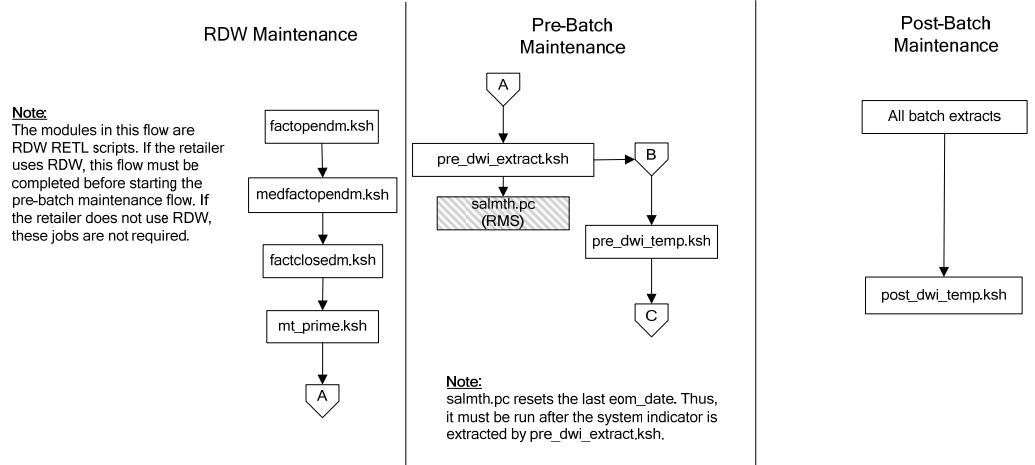 RDW Maintenance
Note:
The modules in this flow are
RDW RETL scripts. If the retailer
uses RDW, this flow must be
completed before starting the
pre-batch maintenance flow. If
the retailer does not use RDW,
these jobs are not required.
factopendm.ksh
medfactopendm.ksh
factclosedm.ksh
mt_prime.ksh
A
Pre-Batch
Maintenance
A
pre_dwi_extract.ksh
B
salmth.pc
(RMS)
pre_dwi_temp.ksh
C
Note:
salmth.pc resets the last eom_date. Thus,
it must be run after the system indicator is
extracted by pre_dwi_extract.ksh.
Post-Batch
Maintenance
All batch extracts
post_dwi_temp.ksh